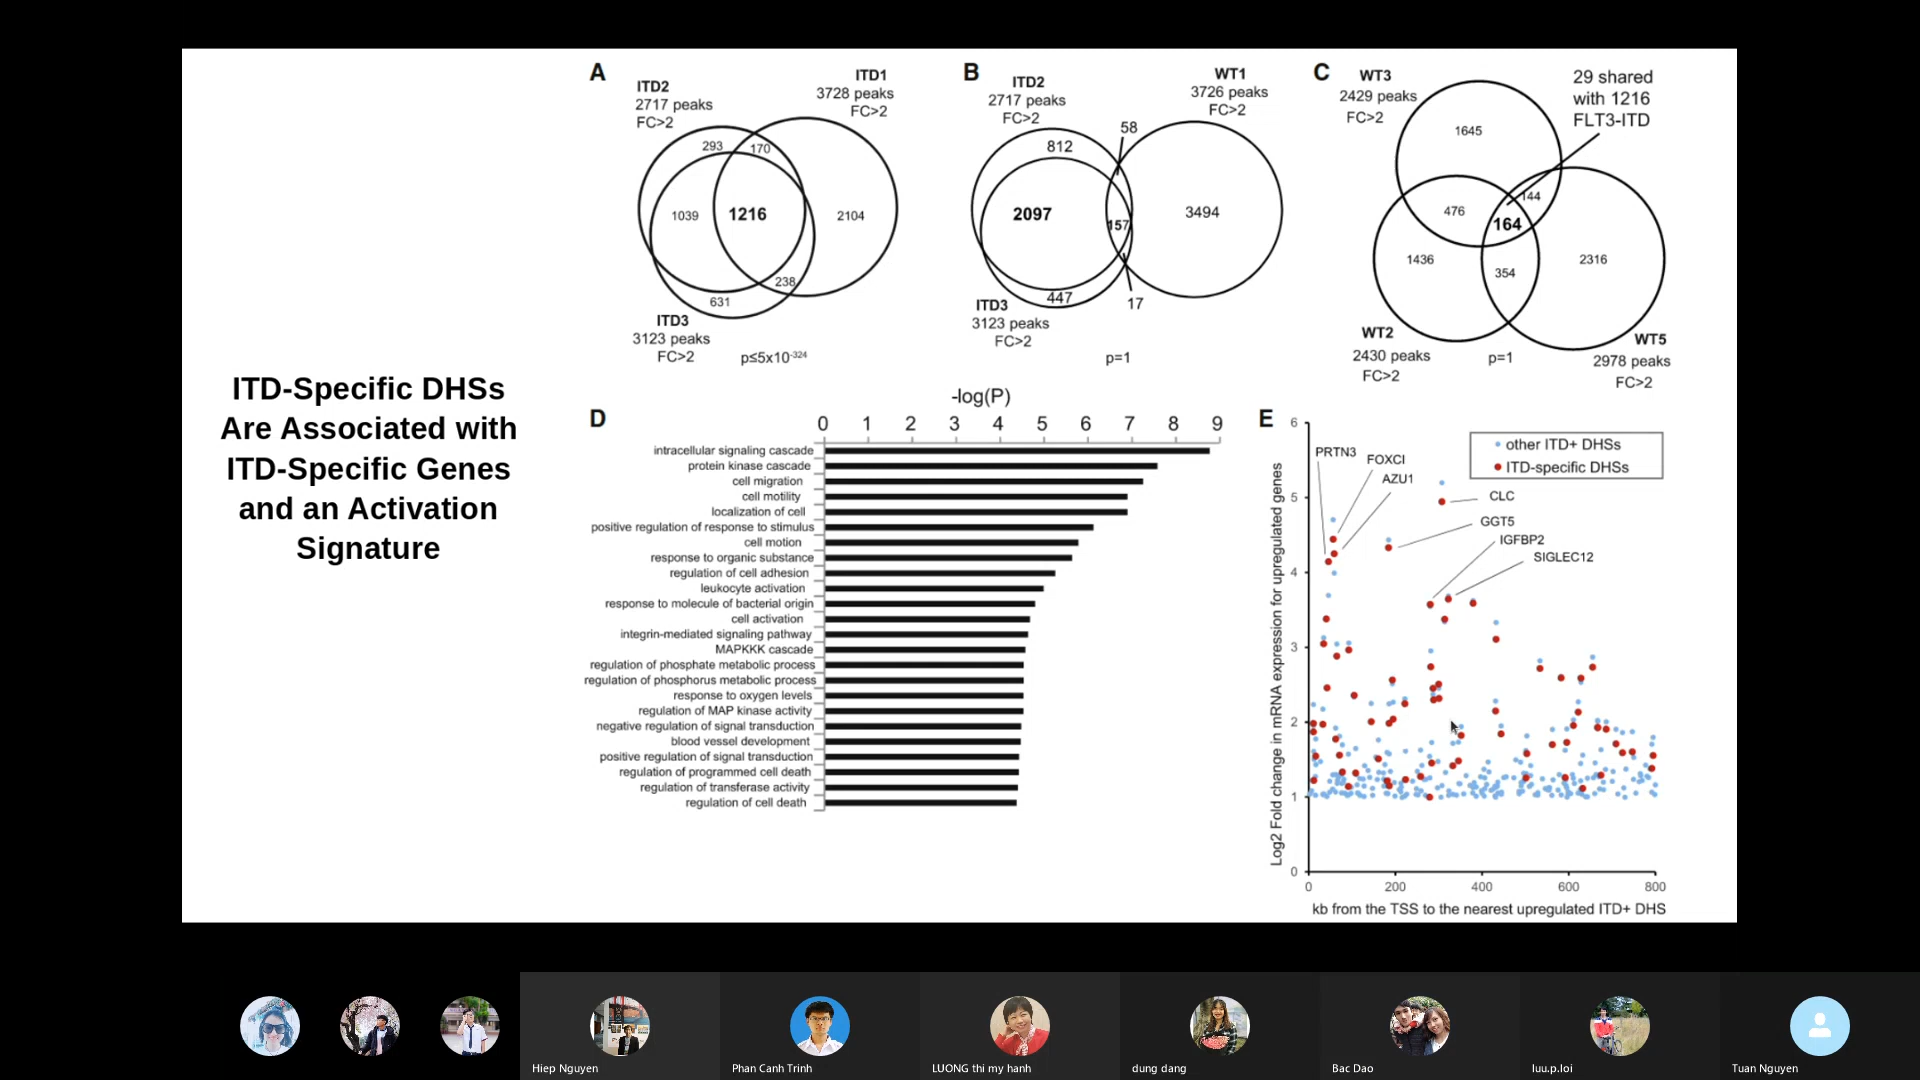 ITD-Specific DHSs
Are Associated with
ITD-Specific Genes
and an Activation
Signature
A
ITD2
2717 peaks
FC>2
ITD1
3728 peaks
FC>2
293
170
1039
1216
2104
238
631
ITD3
3123 peaks
FC>2
p≤5x10-324
B
ITD2
2717 peaks
FC>2
WT1
3726 peaks
FC>2
58
812
2097
157
3494
447
17
ITD3
3123 peaks
FC>2
p=1
C
WT3
2429 peaks
FC>2
29 shared
with 1216
FLT3-ITD
1645
144
476
164
1436
354
2316
WT2
2430 peaks
FC>2
p=1
WT5
2978 peaks
FC>2
D
-log(P)
0 1 2 3 4 5 6 7 8 9
intracellular signaling cascade
protein kinase cascade
cell migration
cell motility
localization of cell
positive regulation of response to stimulus
cell motion
response to organic substance
regulation of cell adhesion
leukocyte activation
response to molecule of bacterial origin
cell activation
integrin-mediated signaling pathway
MAPKKK cascade
regulation of phosphate metabolic process
regulation of phosphorus metabolic process
response to oxygen levels
regulation of MAP kinase activity
negative regulation of signal transduction
blood vessel development
positive regulation of signal transduction
regulation of programmed cell death
regulation of transferase activity
regulation of cell death
E
Log2 Fold change in mRNA expression for upregulated genes
6
5
4
3
2
1
0
other ITD+ DHSs
ITD-specific DHSs
PRTN3
FOXCI
AZU1
CLC
GGT5
IGFBP2
SIGLEC12
0 200 400 600 800
kb from the TSS to the nearest upregulated ITD+ DHS
Hiep Nguyen
Phan Canh Trinh
LUONG thi my hanh
dung dang
Bac Dao
luu.p.loi
Tuan Nguyen